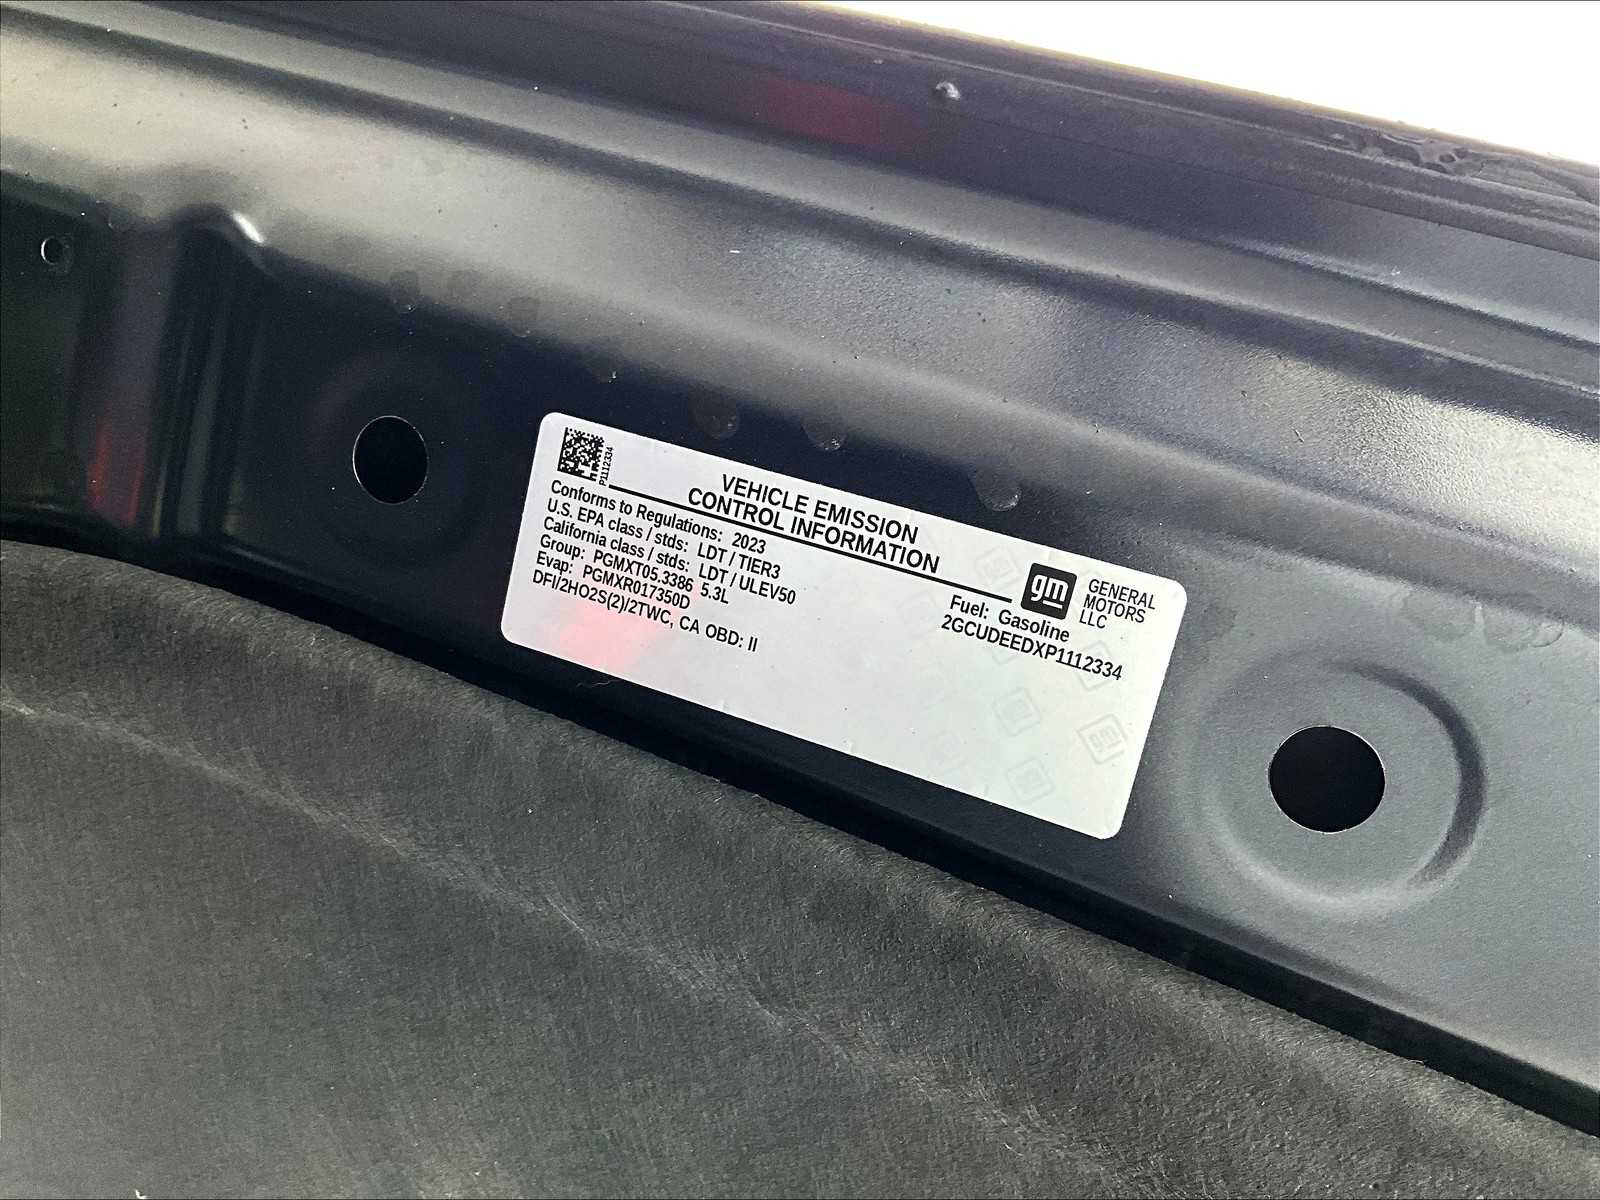 P1112334
VEHICLE EMISSION
CONTROL INFORMATION
Conforms to Regulations: 2023
U.S. EPA class / stds: LDT / TIER3
California class / stds: LDT / ULEV50
Group: PGMXT05.3386 5.3L
Evap: PGMXR017350D
DFI/2HO2S(2)/2TWC, CA OBD: II
gm
GENERAL
MOTORS
LLC
Fuel: Gasoline
2GCUDEEDXP1112334